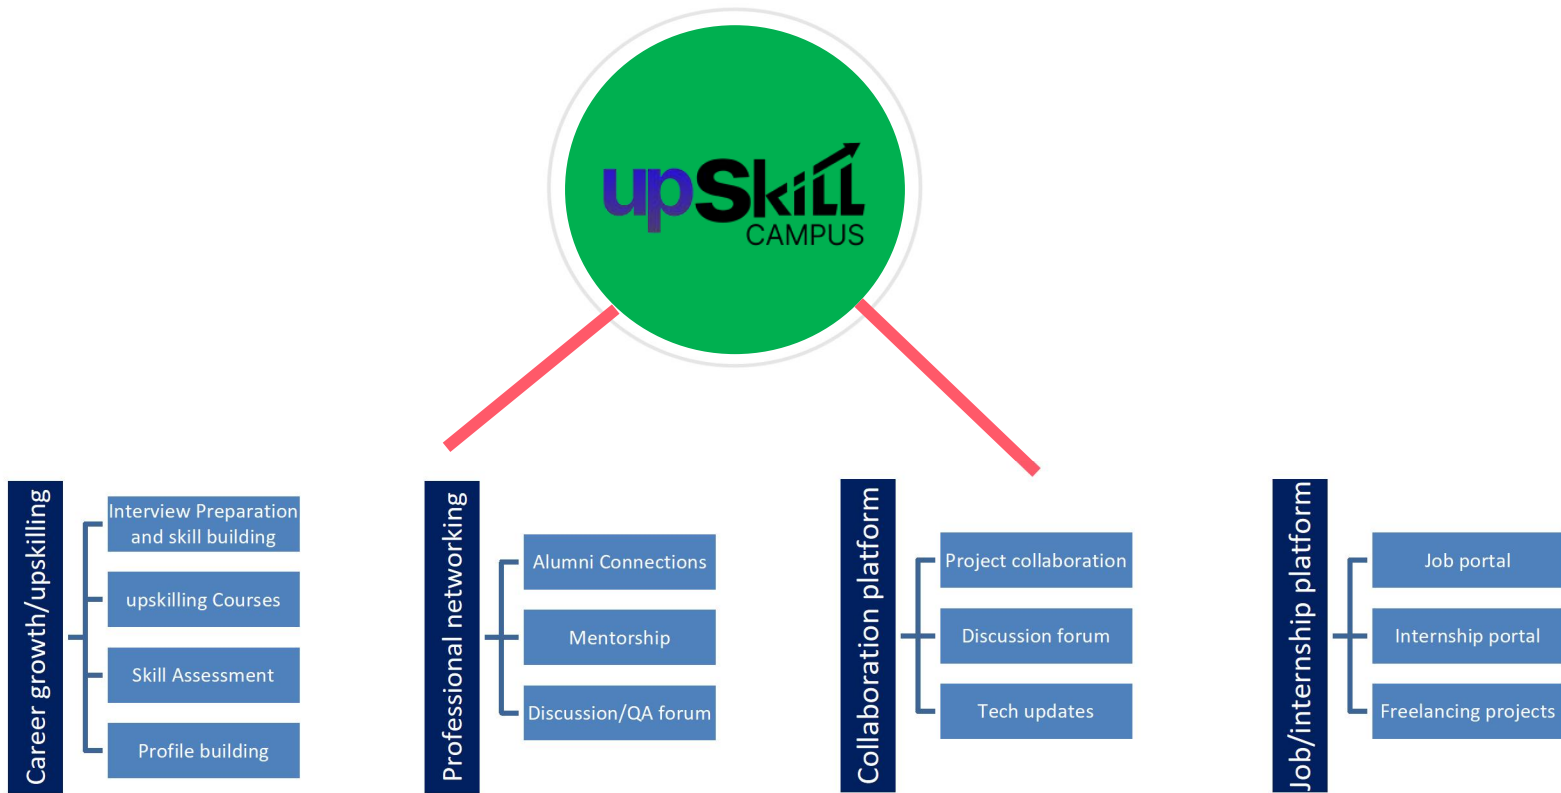 upSkill
CAMPUS
Career growth/upskilling
Interview Preparation
and skill building
upskilling Courses
Skill Assessment
Profile building
Professional networking
Alumni Connections
Mentorship
Discussion/QA forum
Collaboration platform
Project collaboration
Discussion forum
Tech updates
Job/internship platform
Job portal
Internship portal
Freelancing projects